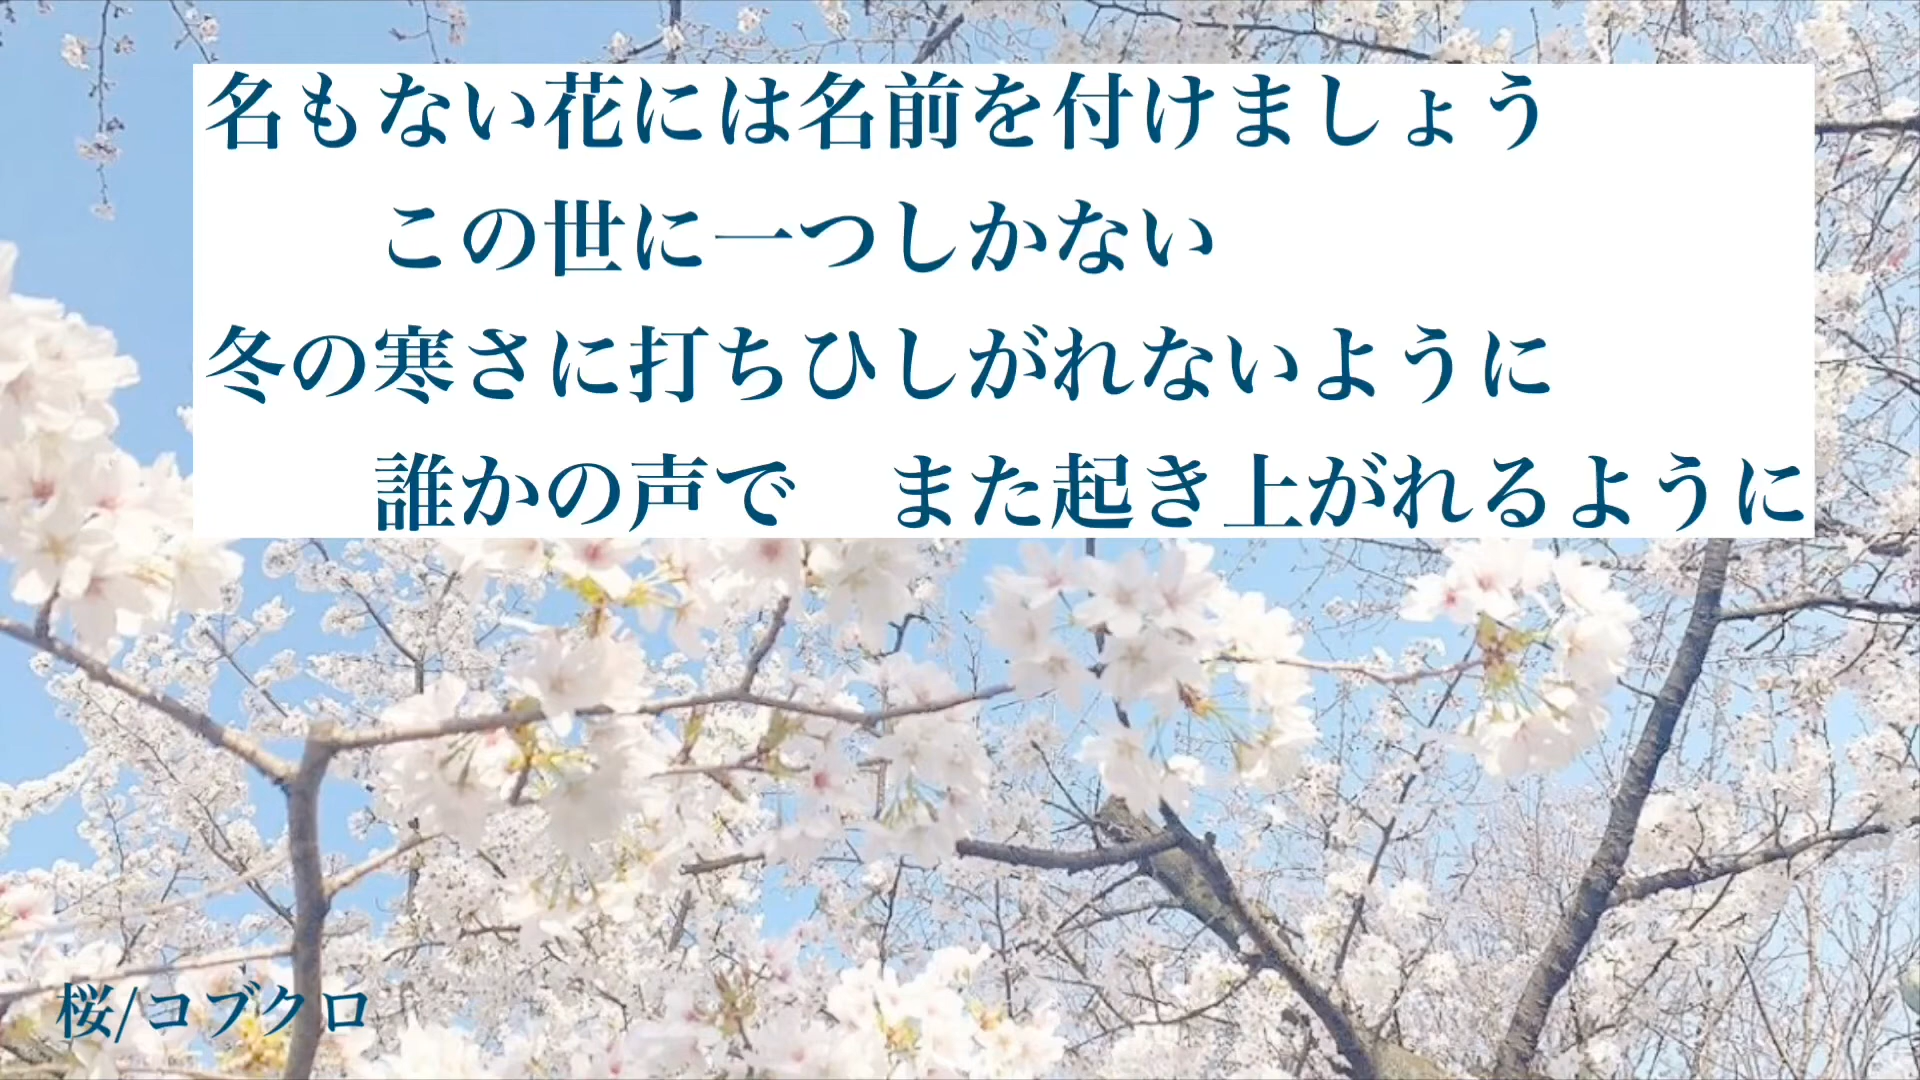 名もない花には名前を付けましょう
この世に一つしかない
冬の寒さに打ちひしがれないように
誰かの声で　また起き上がれるように
桜/コブクロ